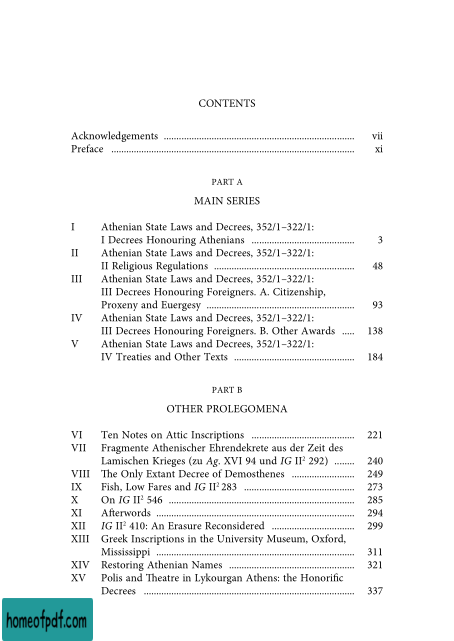 CONTENTS
Acknowledgements ........................................................................... vii
Preface ................................................................................................ xi
PART A
MAIN SERIES
I Athenian State Laws and Decrees, 352/1–322/1:
I Decrees Honouring Athenians ......................................... 3
II Athenian State Laws and Decrees, 352/1–322/1:
II Religious Regulations ........................................................ 48
III Athenian State Laws and Decrees, 352/1–322/1:
III Decrees Honouring Foreigners. A. Citizenship,
Proxeny and Euergesy ........................................................... 93
IV Athenian State Laws and Decrees, 352/1–322/1:
III Decrees Honouring Foreigners. B. Other Awards ..... 138
V Athenian State Laws and Decrees, 352/1–322/1:
IV Treaties and Other Texts ................................................ 184
PART B
OTHER PROLEGOMENA
VI Ten Notes on Attic Inscriptions ......................................... 221
VII Fragmente Athenischer Ehrendekrete aus der Zeit des
Lamischen Krieges (zu Ag. XVI 94 und IG II² 292) ........ 240
VIII The Only Extant Decree of Demosthenes ......................... 249
IX Fish, Low Fares and IG II² 283 ............................................ 273
X On IG II² 546 .......................................................................... 285
XI Afterwords ............................................................................... 294
XII IG II² 410: An Erasure Reconsidered ................................. 299
XIII Greek Inscriptions in the University Museum, Oxford,
Mississippi ............................................................................... 311
XIV Restoring Athenian Names .................................................. 321
XV Polis and Theatre in Lykourgan Athens: the Honorific
Decrees .................................................................................... 337
homeofpdf.com